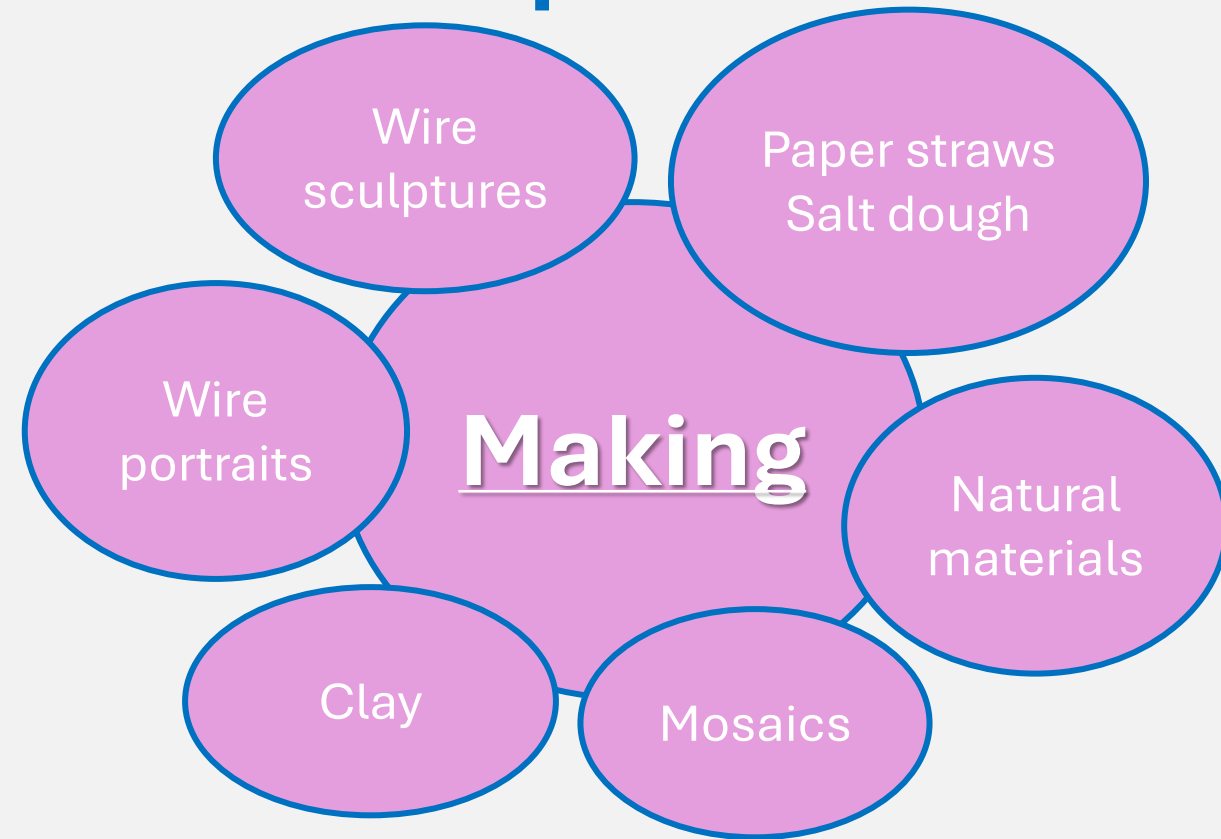 Wire
sculptures
Paper straws
Salt dough
Wire
portraits
Making
Natural
materials
Clay
Mosaics